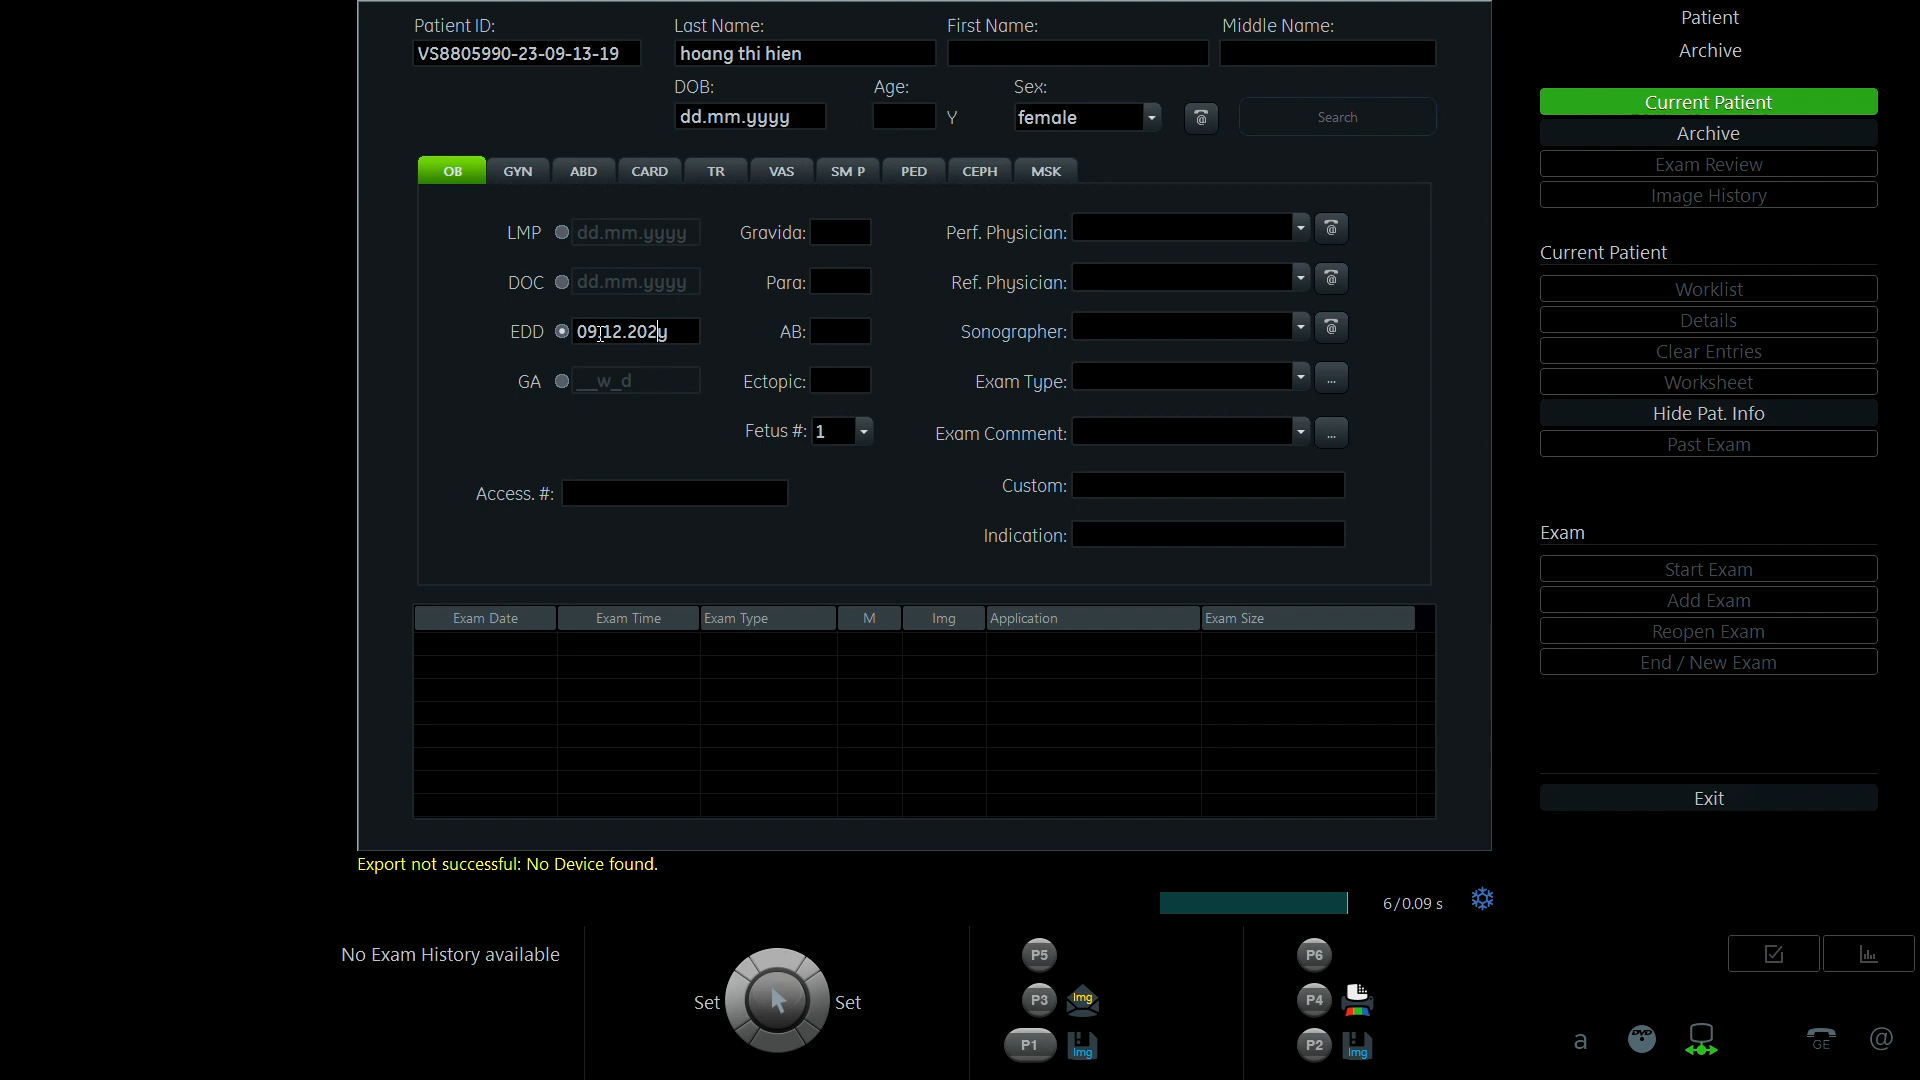 Patient ID: Last Name: First Name: Middle Name:
VS8805990-23-09-13-19 hoang thi hien
DOB: Age: Sex:
dd.mm.yyyy Y female Search
OB GYN ABD CARD TR VAS SM P PED CEPH MSK
LMP dd.mm.yyyy Gravida: Perf. Physician:
DOC dd.mm.yyyy Para: Ref. Physician:
EDD 09.12.202y AB: Sonographer:
GA __w_d Ectopic: Exam Type: ...
Fetus #: 1 Exam Comment: ...
Access. #: Custom:
Indication:
Exam Date Exam Time Exam Type M Img Application Exam Size
Export not successful: No Device found.
6/0.09 s
No Exam History available
Set Set
P5
P3 Img
P1 Img
P6
P4
P2 Img
Patient
Archive
Current Patient
Archive
Exam Review
Image History
Current Patient
Worklist
Details
Clear Entries
Worksheet
Hide Pat. Info
Past Exam
Exam
Start Exam
Add Exam
Reopen Exam
End / New Exam
Exit
a DVD GE @